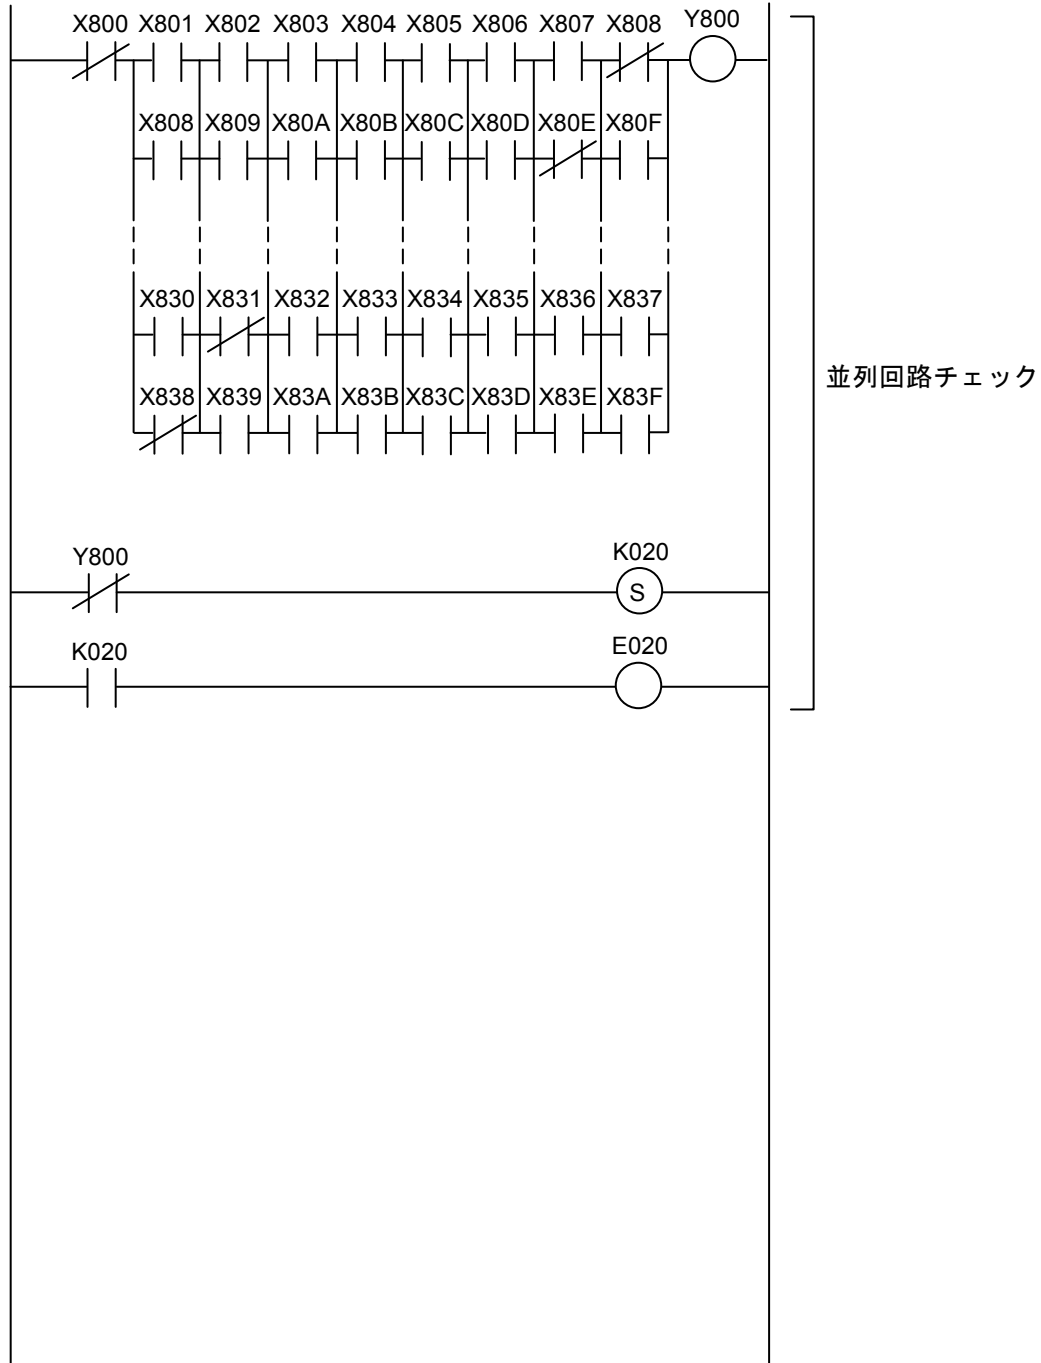 X800 X801 X802 X803 X804 X805 X806 X807 X808 Y800
X808 X809 X80A X80B X80C X80D X80E X80F
X830 X831 X832 X833 X834 X835 X836 X837
並列回路チェック
X838 X839 X83A X83B X83C X83D X83E X83F
Y800 K020
S
K020 E020